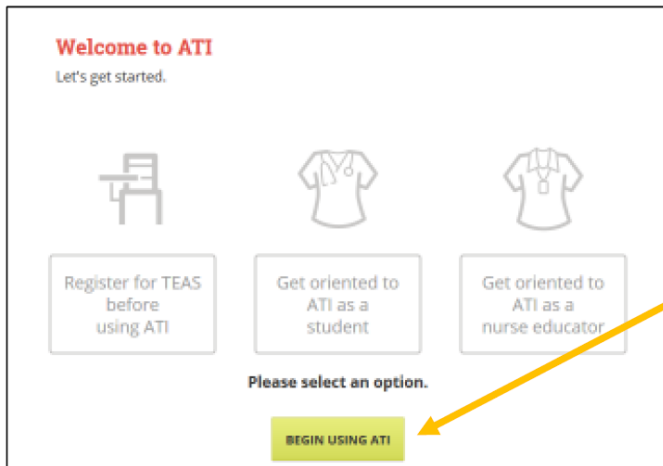 Welcome to ATI
Let's get started.
Register for TEAS
before
using ATI
Get oriented to
ATI as a
student
Get oriented to
ATI as a
nurse educator
Please select an option.
BEGIN USING ATI